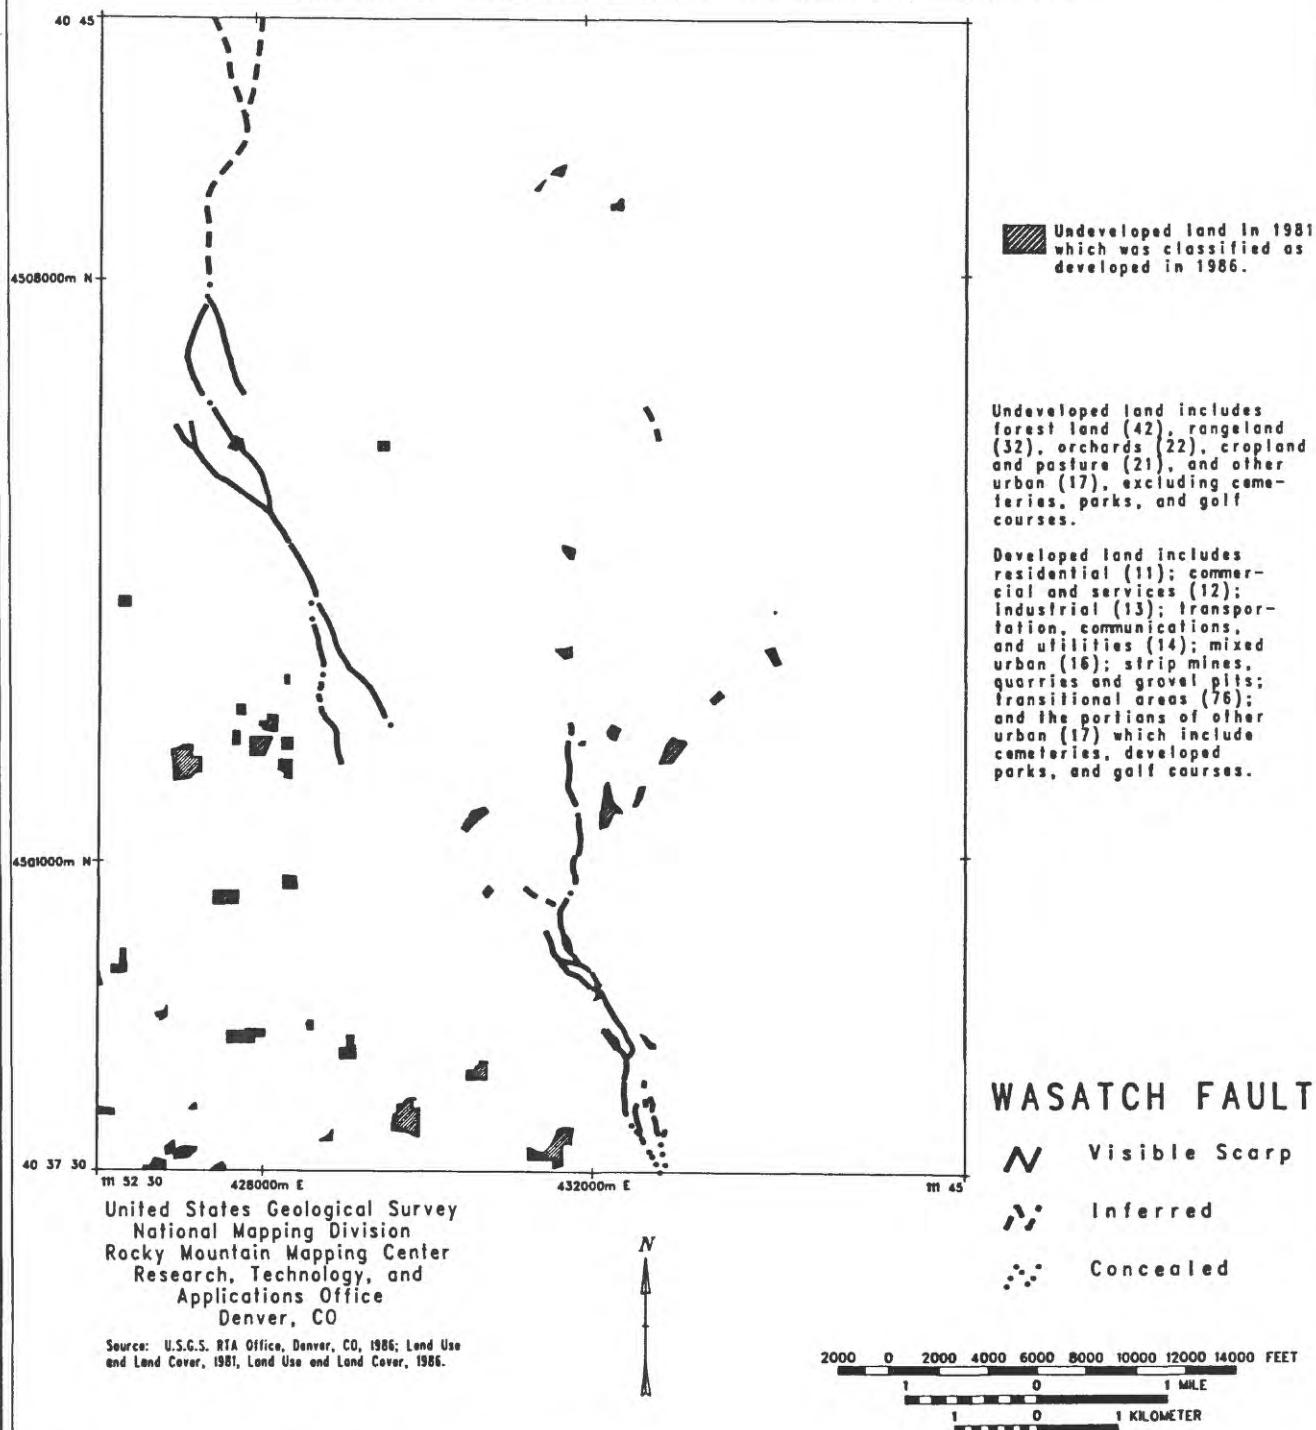 40 45
4508000m N
4501000m N
40 37 30
111 52 30
428000m E
432000m E
111 45
Undeveloped land in 1981
which was classified as
developed in 1986.
Undeveloped land includes
forest land (42), rangeland
(32), orchards (22), cropland
and pasture (21), and other
urban (17), excluding ceme-
teries, parks, and golf
courses.
Developed land includes
residential (11); commer-
cial and services (12);
industrial (13); transpor-
tation, communications,
and utilities (14); mixed
urban (16); strip mines,
quarries and gravel pits;
transitional areas (76);
and the portians of other
urban (17) which include
cemeteries, developed
parks, and golf courses.
WASATCH FAULT
Visible Scarp
Inferred
Concealed
United States Geological Survey
National Mapping Division
Rocky Mountain Mapping Center
Research, Technology, and
Applications Office
Denver, CO
Source: U.S.G.S. RTA Office, Denver, CO, 1986; Land Use
and Land Cover, 1981, Land Use and Land Cover, 1986.
N
2000 0 2000 4000 6000 8000 10000 12000 14000 FEET
1 0 1 MILE
1 0 1 KILOMETER